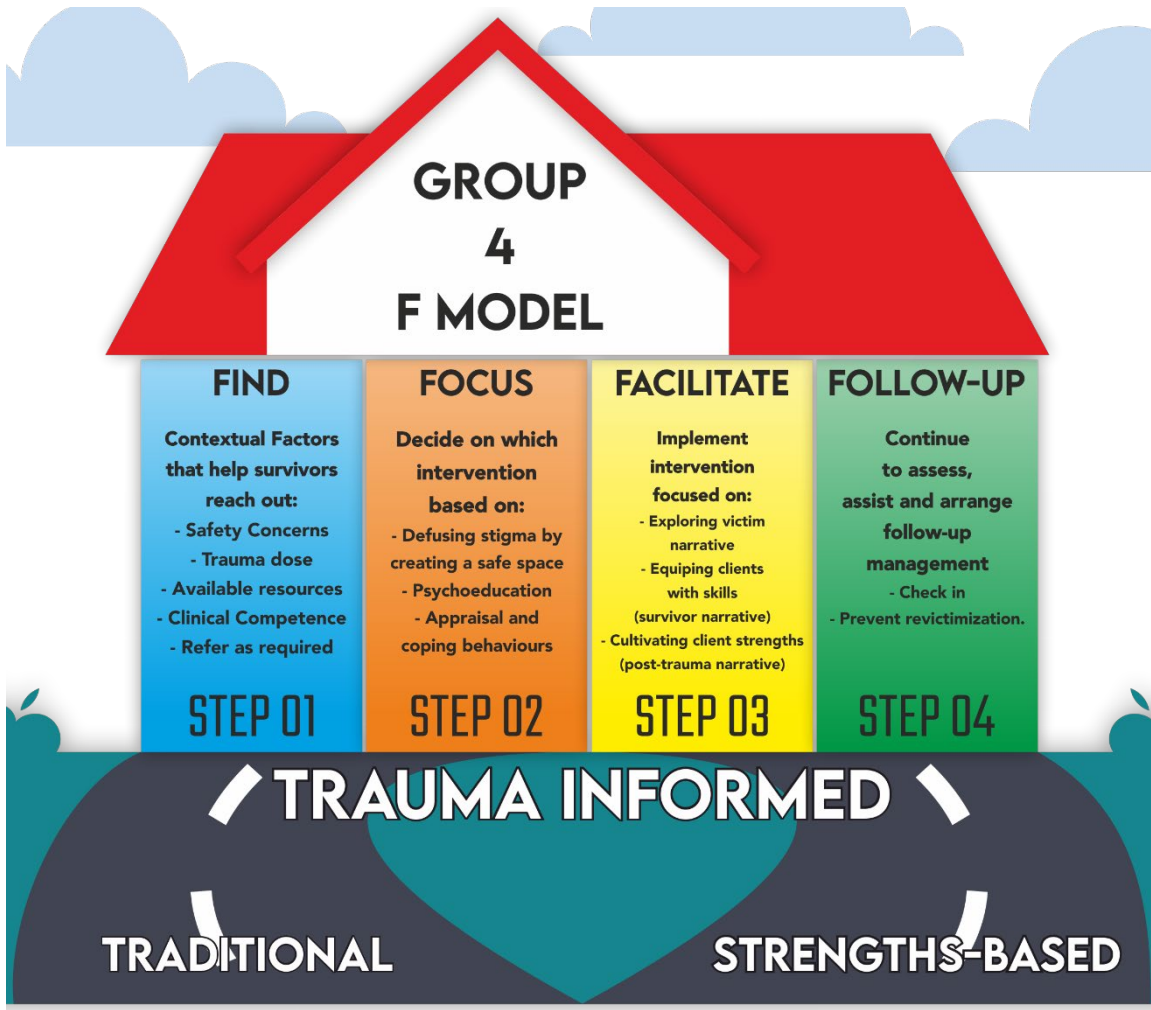 GROUP
4
F MODEL
FIND
Contextual Factors
that help survivors
reach out:
- Safety Concerns
- Trauma dose
- Available resources
- Clinical Competence
- Refer as required
STEP 01
FOCUS
Decide on which
intervention
based on:
- Defusing stigma by
creating a safe space
- Psychoeducation
- Appraisal and
coping behaviours
STEP 02
FACILITATE
Implement
intervention
focused on:
- Exploring victim
narrative
- Equiping clients
with skills
(survivor narrative)
- Cultivating client strengths
(post-trauma narrative)
STEP 03
FOLLOW-UP
Continue
to assess,
assist and arrange
follow-up
management
- Check in
- Prevent revictimization.
STEP 04
TRAUMA INFORMED
TRADITIONAL
STRENGTHS-BASED